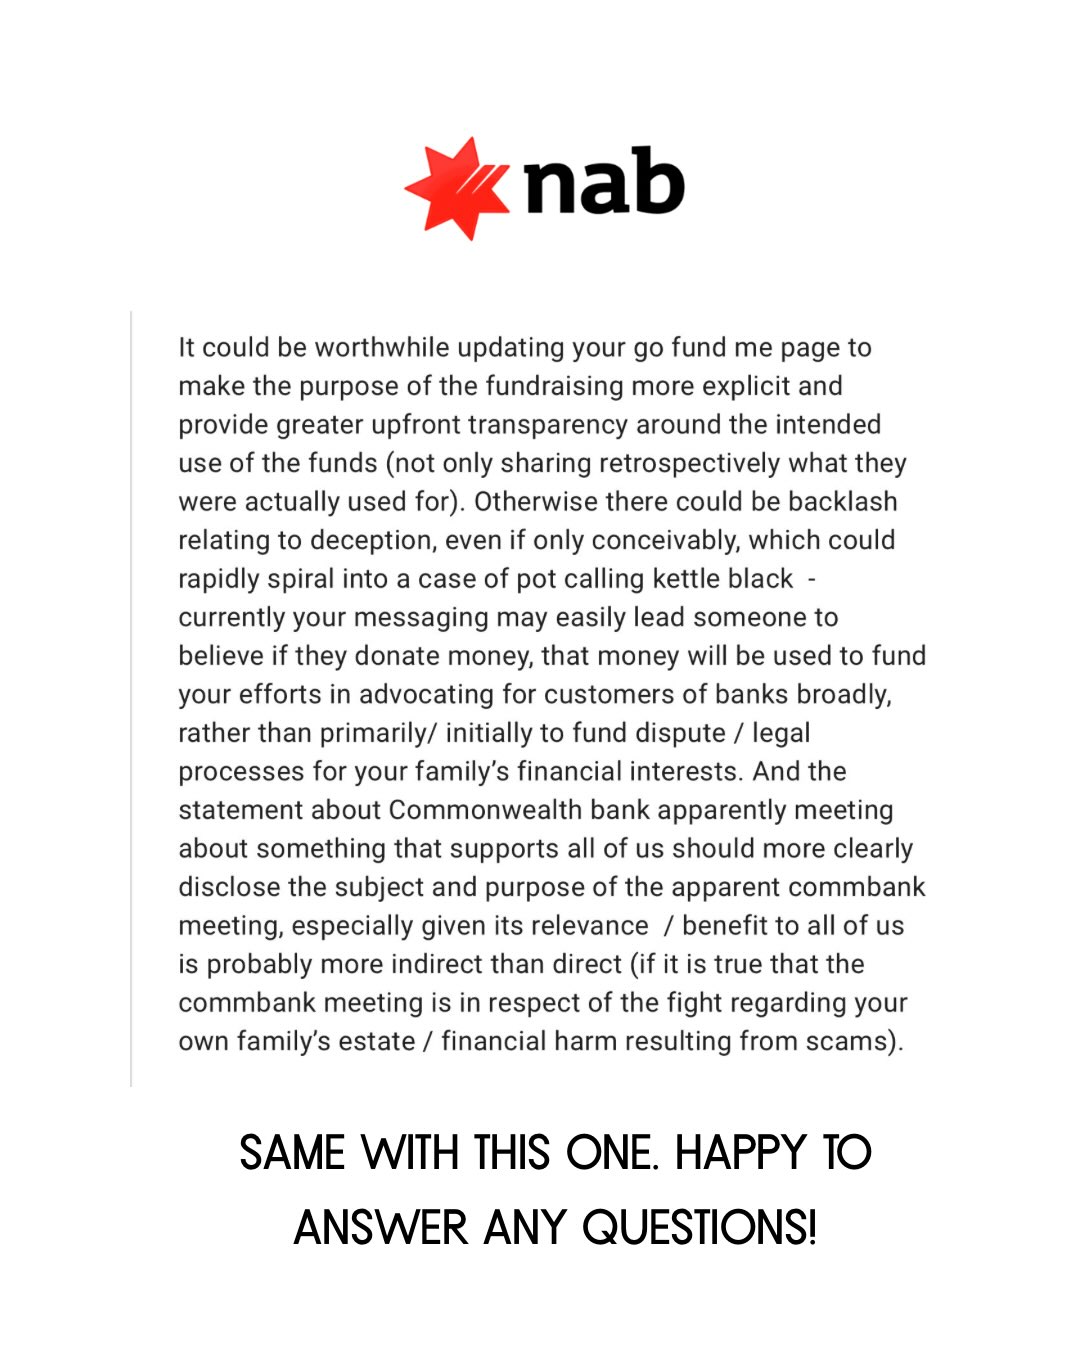 nab
It could be worthwhile updating your go fund me page to
make the purpose of the fundraising more explicit and
provide greater upfront transparency around the intended
use of the funds (not only sharing retrospectively what they
were actually used for). Otherwise there could be backlash
relating to deception, even if only conceivably, which could
rapidly spiral into a case of pot calling kettle black  -
currently your messaging may easily lead someone to
believe if they donate money, that money will be used to fund
your efforts in advocating for customers of banks broadly,
rather than primarily/ initially to fund dispute / legal
processes for your family’s financial interests. And the
statement about Commonwealth bank apparently meeting
about something that supports all of us should more clearly
disclose the subject and purpose of the apparent commbank
meeting, especially given its relevance  / benefit to all of us
is probably more indirect than direct (if it is true that the
commbank meeting is in respect of the fight regarding your
own family’s estate / financial harm resulting from scams).
SAME WITH THIS ONE. HAPPY TO
ANSWER ANY QUESTIONS!